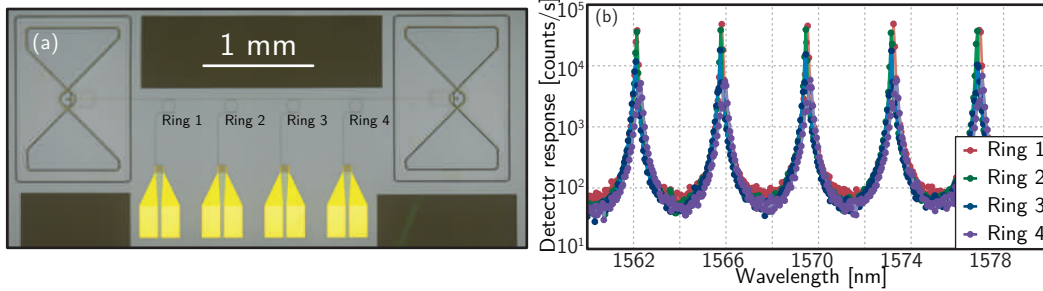 (a)
1 mm
Ring 1 Ring 2 Ring 3 Ring 4
(b)
Detector response [counts/s]
10^5
10^4
10^3
10^2
10^1
1562 1566 1570 1574 1578
Wavelength [nm]
Ring 1
Ring 2
Ring 3
Ring 4